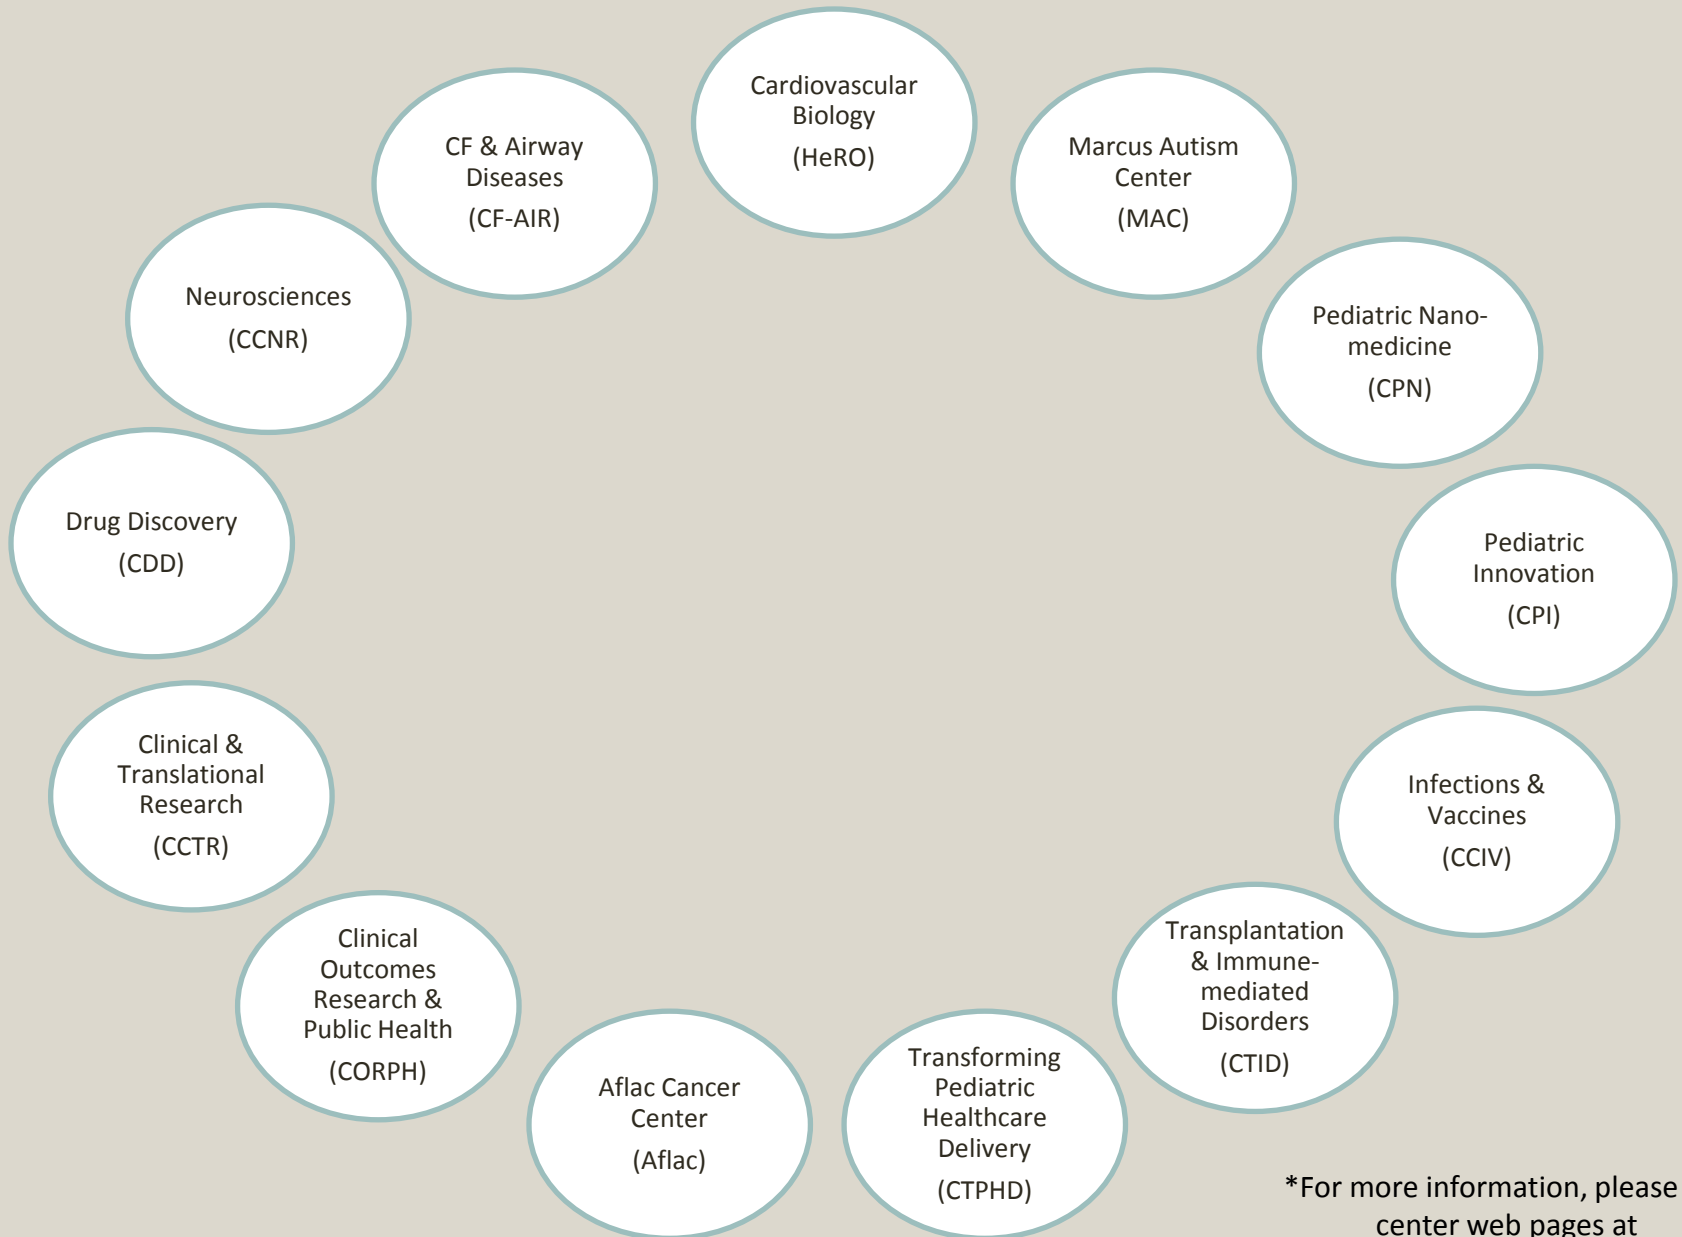 Cardiovascular
Biology
(HeRO)
Marcus Autism
Center
(MAC)
Pediatric Nano-
medicine
(CPN)
Pediatric
Innovation
(CPI)
Infections &
Vaccines
(CCIV)
Transplantation
& Immune-
mediated
Disorders
(CTID)
Transforming
Pediatric
Healthcare
Delivery
(CTPHD)
Aflac Cancer
Center
(Aflac)
Clinical
Outcomes
Research &
Public Health
(CORPH)
Clinical &
Translational
Research
(CCTR)
Drug Discovery
(CDD)
Neurosciences
(CCNR)
CF & Airway
Diseases
(CF-AIR)
*For more information, please
center web pages at